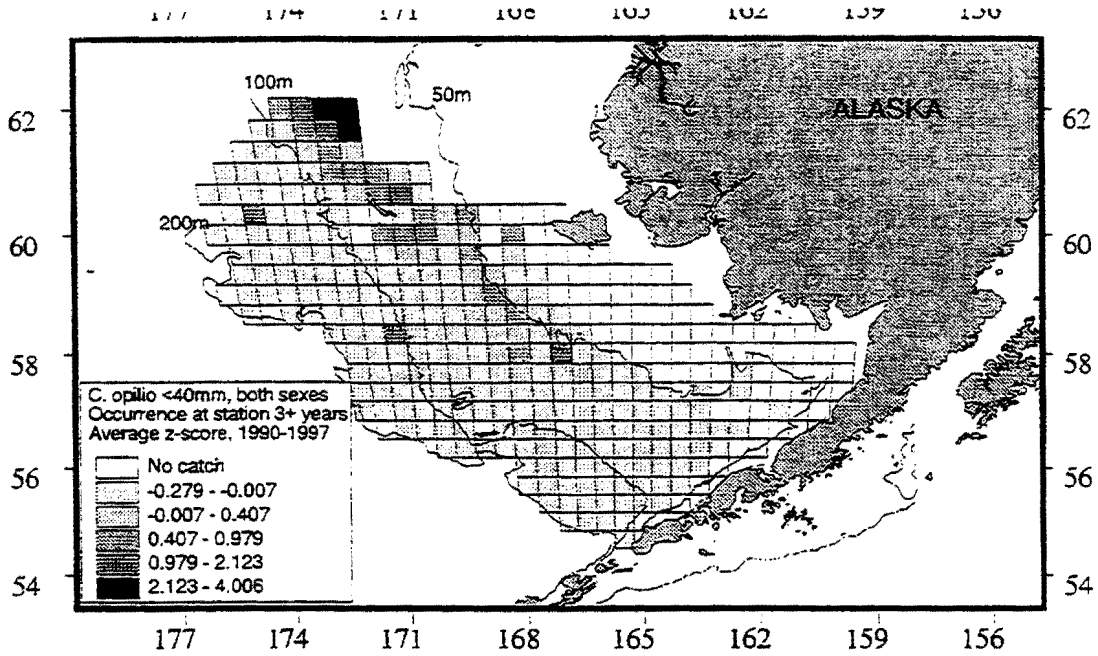 177 174 171 168 165 162 159 156
100m
50m
62 ALASKA 62
200m
60 60
58 58
C. opilio <40mm, both sexes
Occurrence at station 3+ years
Average z-score, 1990-1997
56 No catch 56
-0.279 - -0.007
-0.007 - 0.407
0.407 - 0.979
0.979 - 2.123
54 2.123 - 4.006 54
177 174 171 168 165 162 159 156